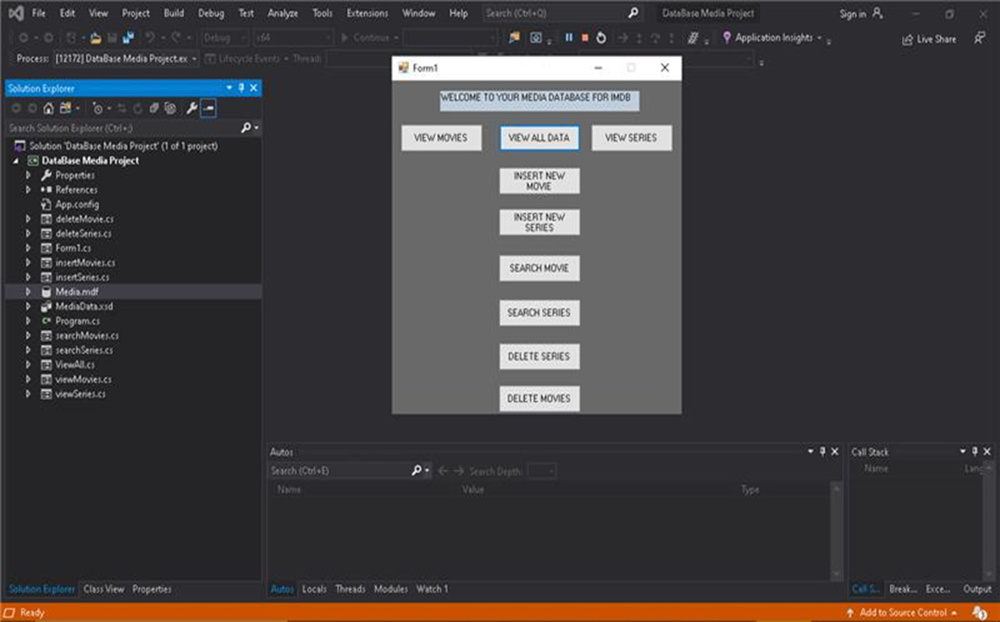 File Edit View Project Build Debug Test Analyze Tools Extensions Window Help Search (Ctrl+Q) DataBase Media Project Sign in
Debug x64 Continue Application Insights Live Share
Process: [12172] DataBase Media Project.ex Lifecycle Events Thread:
Form1
Solution Explorer
WELCOME TO YOUR MEDIA DATABASE FOR IMDB
Search Solution Explorer (Ctrl+;)
VIEW MOVIES VIEW ALL DATA VIEW SERIES
Solution 'DataBase Media Project' (1 of 1 project)
DataBase Media Project
Properties
References
App.config
deleteMovie.cs
deleteSeries.cs
Form1.cs
insertMovies.cs
insertSeries.cs
Media.mdf
MediaData.xsd
Program.cs
searchMovies.cs
searchSeries.cs
ViewAll.cs
viewMovies.cs
viewSeries.cs
INSERT NEW
MOVIE
INSERT NEW
SERIES
SEARCH MOVIE
SEARCH SERIES
DELETE SERIES
DELETE MOVIES
Autos
Search (Ctrl+E) Search Depth:
Name Value Type
Call Stack
Name Lang
Solution Explorer Class View Properties
Autos Locals Threads Modules Watch 1
Call S... Break... Exce... Output
Ready
Add to Source Control